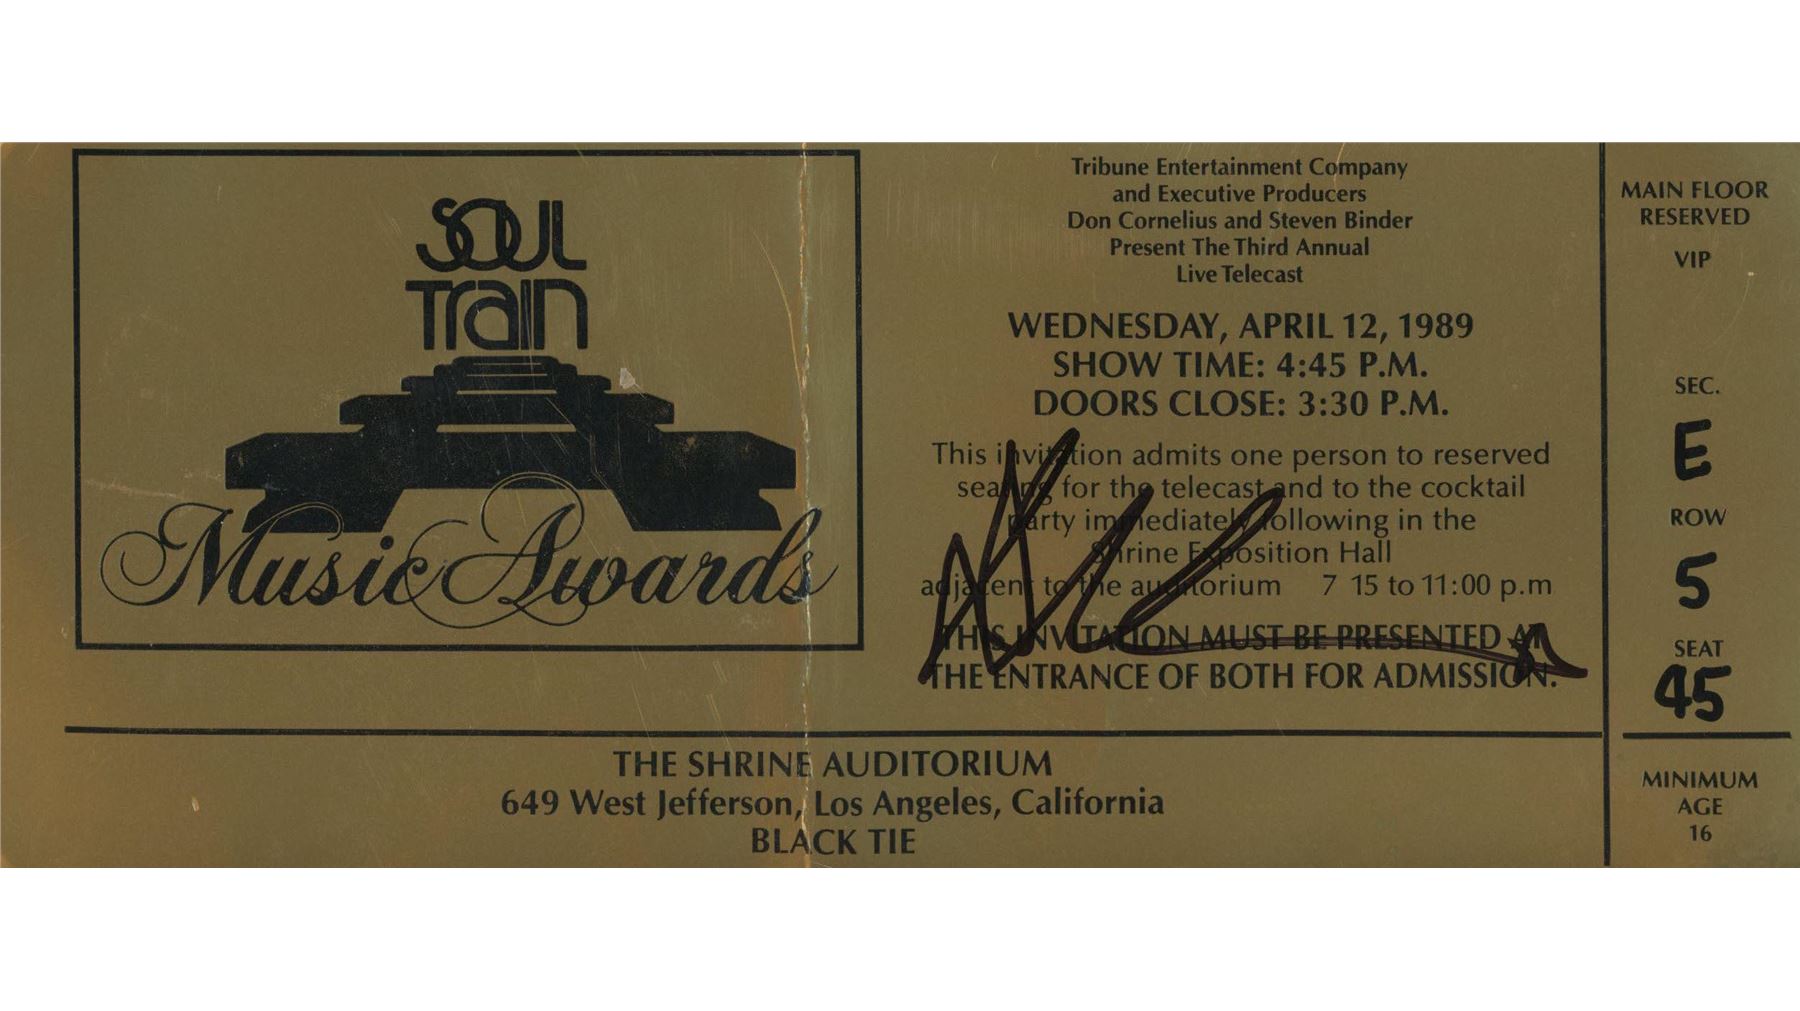 SOUL
TRAIN
Music Awards
Tribune Entertainment Company
and Executive Producers
Don Cornelius and Steven Binder
Present The Third Annual
Live Telecast
WEDNESDAY, APRIL 12, 1989
SHOW TIME: 4:45 P.M.
DOORS CLOSE: 3:30 P.M.
This invitation admits one person to reserved
seating for the telecast and to the cocktail
party immediately following in the
Shrine Exposition Hall
adjacent to the auditorium 7 15 to 11:00 p.m
THIS INVITATION MUST BE PRESENTED AT
THE ENTRANCE OF BOTH FOR ADMISSION.
THE SHRINE AUDITORIUM
649 West Jefferson, Los Angeles, California
BLACK TIE
MAIN FLOOR
RESERVED
VIP
SEC.
E
ROW
5
SEAT
45
MINIMUM
AGE
16